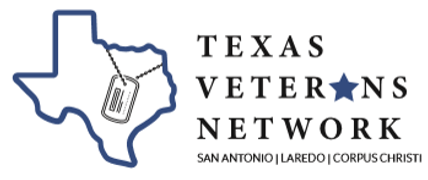 TEXAS
VETER★NS
NETWORK
SAN ANTONIO | LAREDO | CORPUS CHRISTI